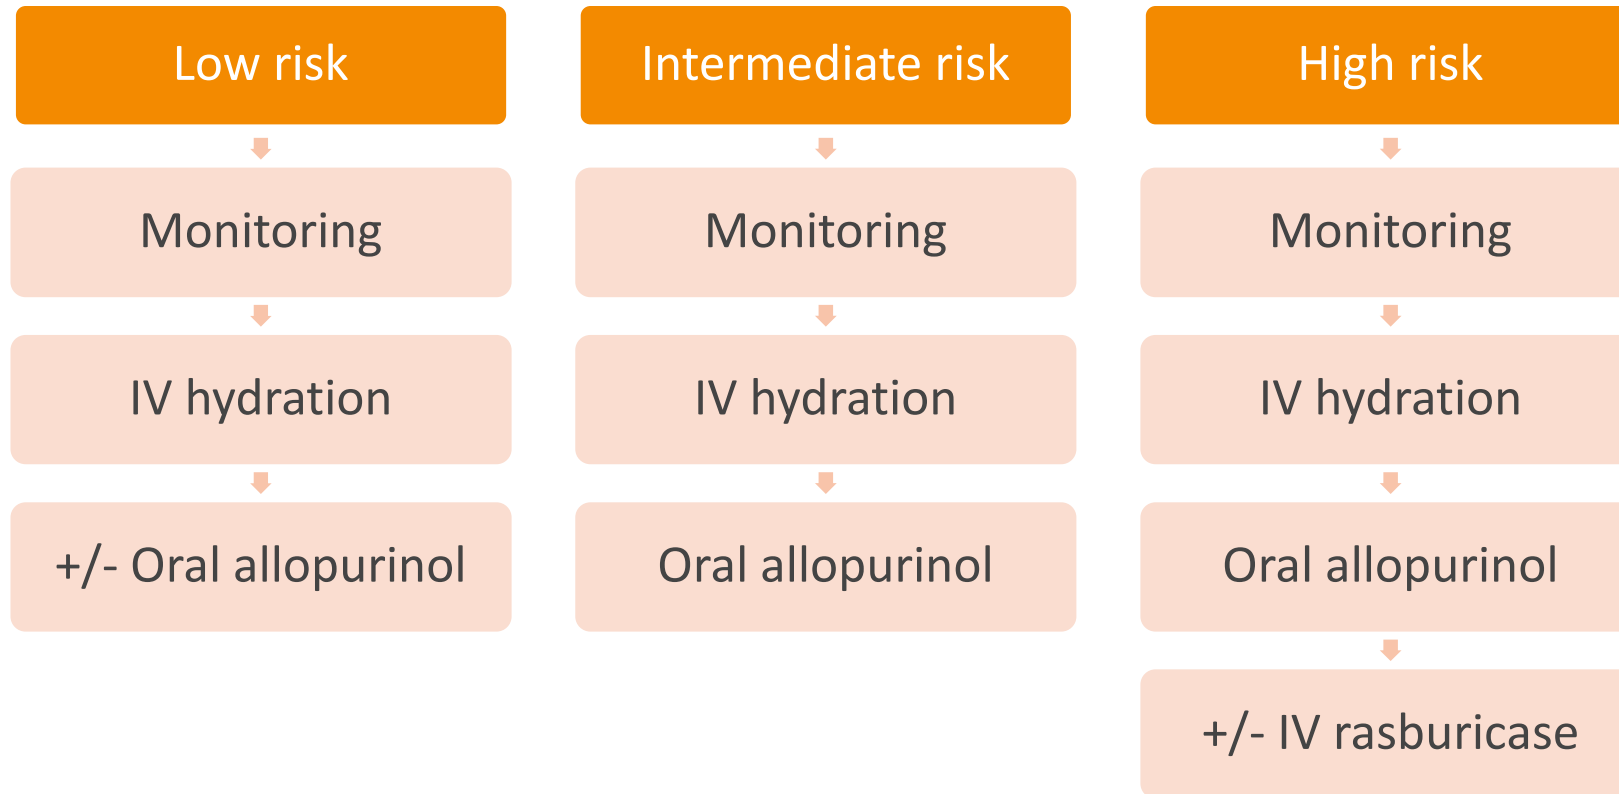 Low risk
Monitoring
IV hydration
+/- Oral allopurinol
Intermediate risk
Monitoring
IV hydration
Oral allopurinol
High risk
Monitoring
IV hydration
Oral allopurinol
+/- IV rasburicase